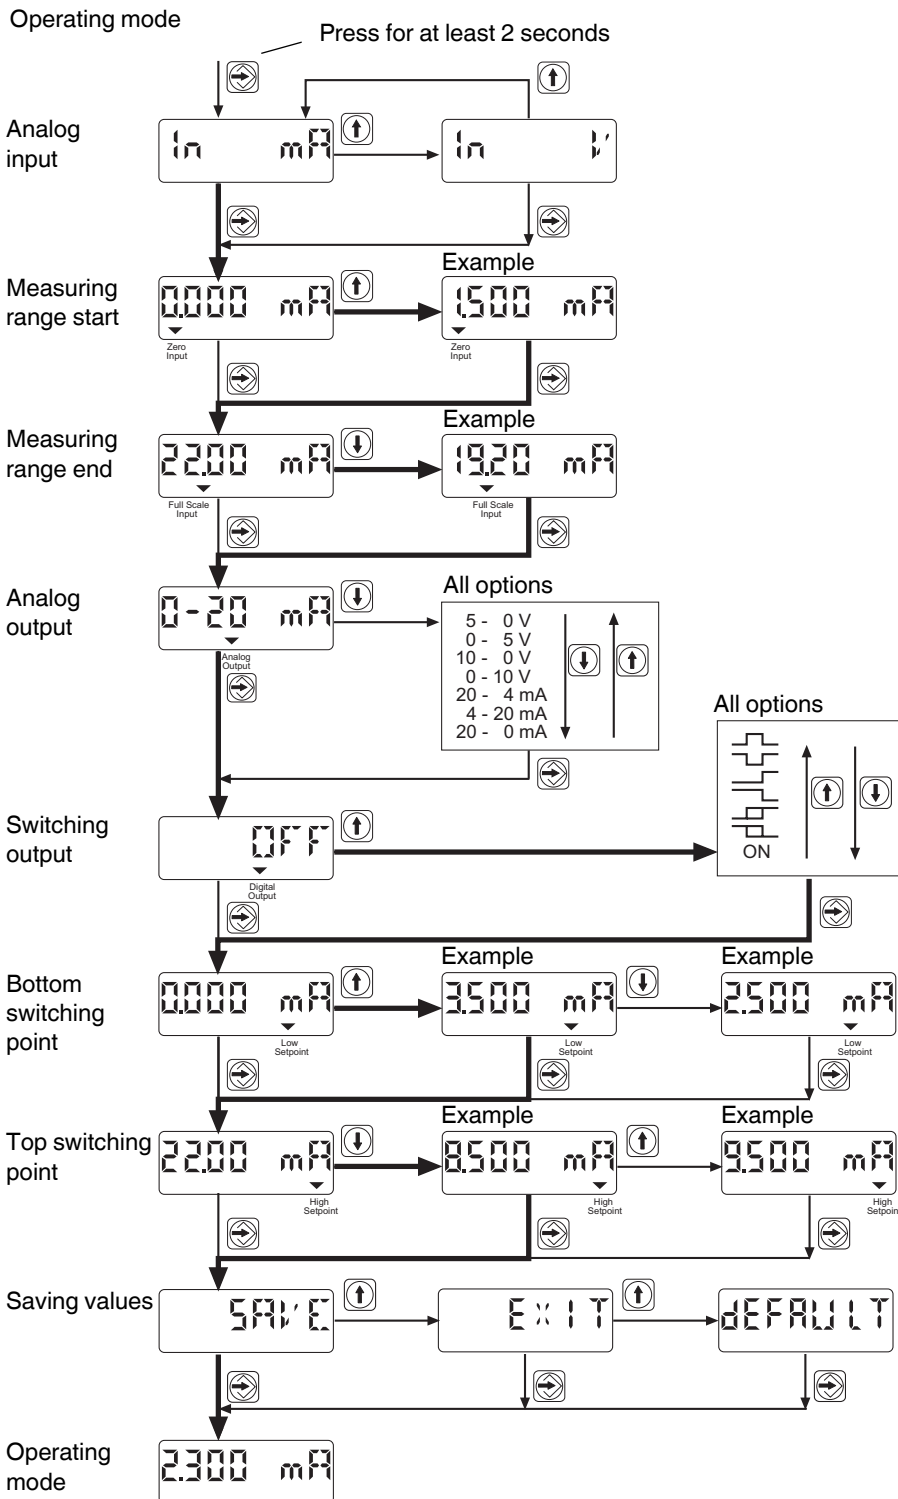 Operating mode
Press for at least 2 seconds
Analog
input
In mA
In V
Measuring
range start
0.000 mA
Zero
Input
Example
1.500 mA
Zero
Input
Measuring
range end
22.00 mA
Full Scale
Input
Example
19.20 mA
Full Scale
Input
Analog
output
0-20 mA
Analog
Output
All options
5 - 0 V
0 - 5 V
10 - 0 V
0 - 10 V
20 - 4 mA
4 - 20 mA
20 - 0 mA
All options
ON
Switching
output
OFF
Digital
Output
Bottom
switching
point
0.000 mA
Low
Setpoint
Example
3.500 mA
Low
Setpoint
Example
2.500 mA
Low
Setpoint
Top switching
point
22.00 mA
High
Setpoint
Example
8.500 mA
High
Setpoint
Example
9.500 mA
High
Setpoin
Saving values
SAVE
EXIT
dEFAULT
Operating
mode
2.300 mA